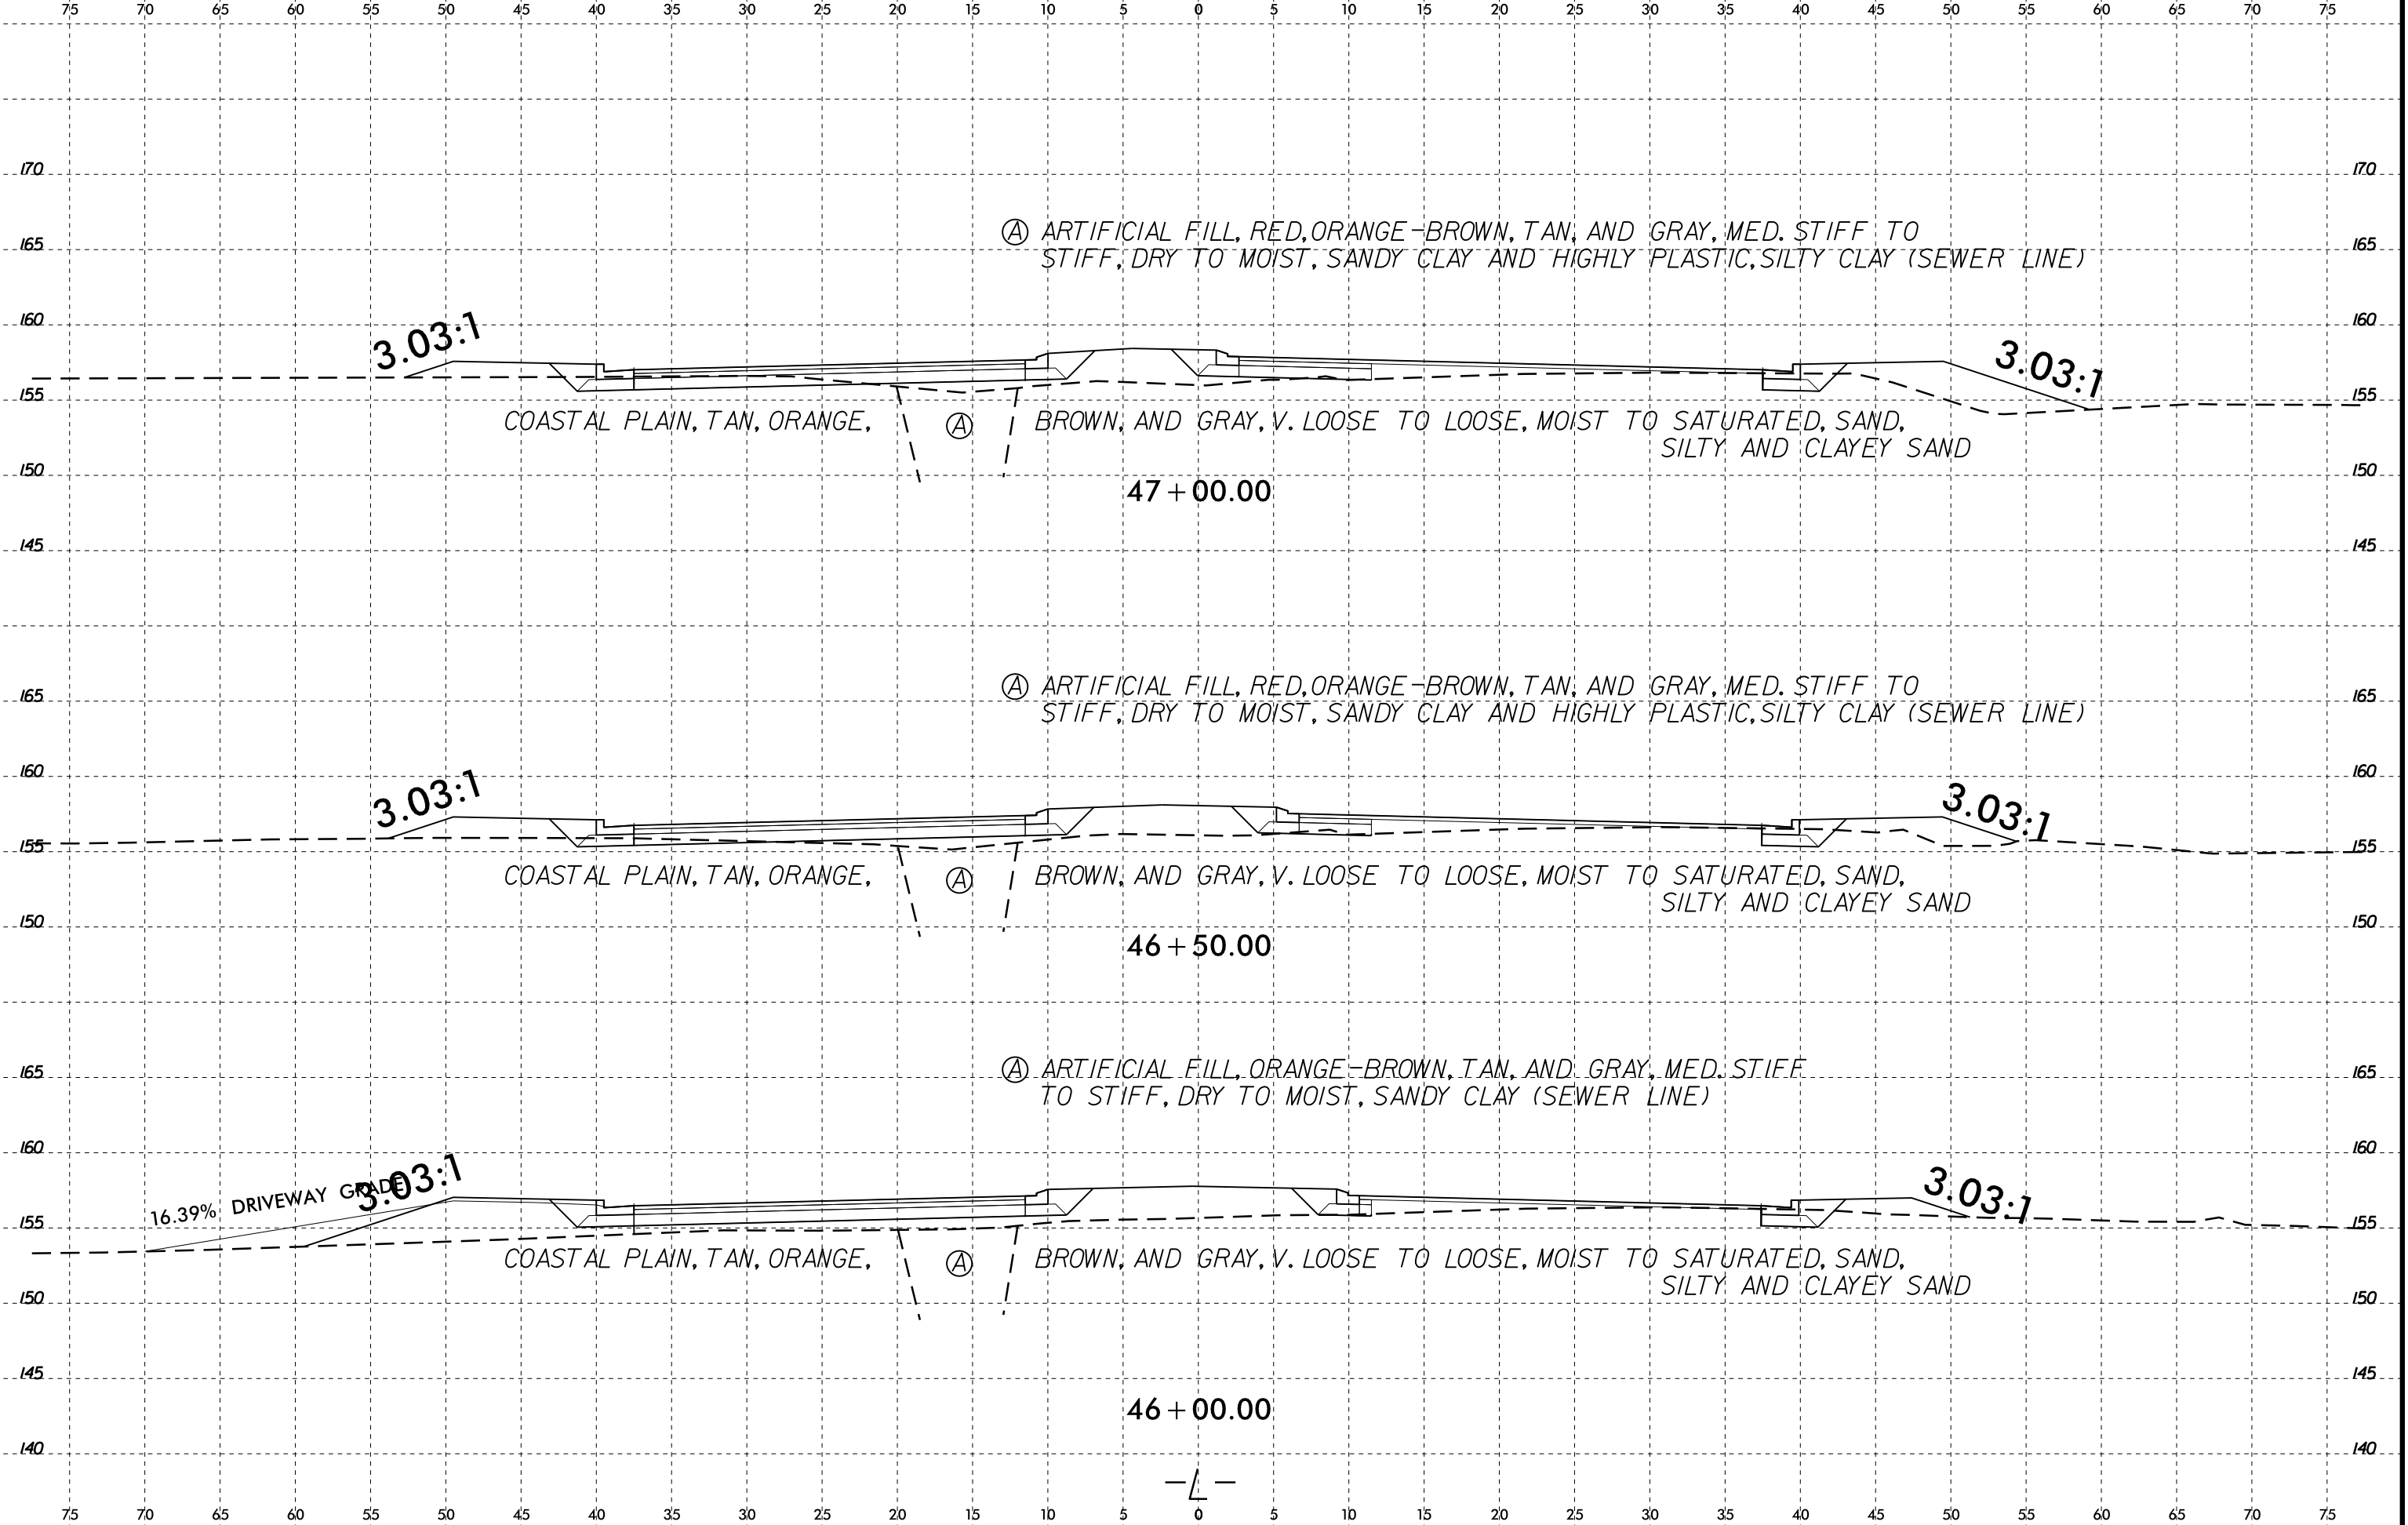 75 70 65 60 55 50 45 40 35 30 25 20 15 10 5 0 5 10 15 20 25 30 35 40 45 50 55 60 65 70 75
170 170
Ⓐ ARTIFICIAL FILL, RED, ORANGE-BROWN, TAN, AND GRAY, MED. STIFF TO
165 165
STIFF, DRY TO MOIST, SANDY CLAY AND HIGHLY PLASTIC, SILTY CLAY (SEWER LINE)
160 160
3.03:1 3.03:1
155 155
COASTAL PLAIN, TAN, ORANGE, Ⓐ BROWN, AND GRAY, V. LOOSE TO LOOSE, MOIST TO SATURATED, SAND,
SILTY AND CLAYEY SAND
150 150
47+00.00
145 145
Ⓐ ARTIFICIAL FILL, RED, ORANGE-BROWN, TAN, AND GRAY, MED. STIFF TO
165 165
STIFF, DRY TO MOIST, SANDY CLAY AND HIGHLY PLASTIC, SILTY CLAY (SEWER LINE)
160 160
3.03:1 3.03:1
155 155
COASTAL PLAIN, TAN, ORANGE, Ⓐ BROWN, AND GRAY, V. LOOSE TO LOOSE, MOIST TO SATURATED, SAND,
SILTY AND CLAYEY SAND
150 150
46+50.00
Ⓐ ARTIFICIAL FILL, ORANGE-BROWN, TAN, AND GRAY, MED. STIFF
165 165
TO STIFF, DRY TO MOIST, SANDY CLAY (SEWER LINE)
160 160
3.03:1 3.03:1
16.39% DRIVEWAY GRADE
155 155
COASTAL PLAIN, TAN, ORANGE, Ⓐ BROWN, AND GRAY, V. LOOSE TO LOOSE, MOIST TO SATURATED, SAND,
SILTY AND CLAYEY SAND
150 150
145 145
46+00.00
140 140
-L-
75 70 65 60 55 50 45 40 35 30 25 20 15 10 5 0 5 10 15 20 25 30 35 40 45 50 55 60 65 70 75